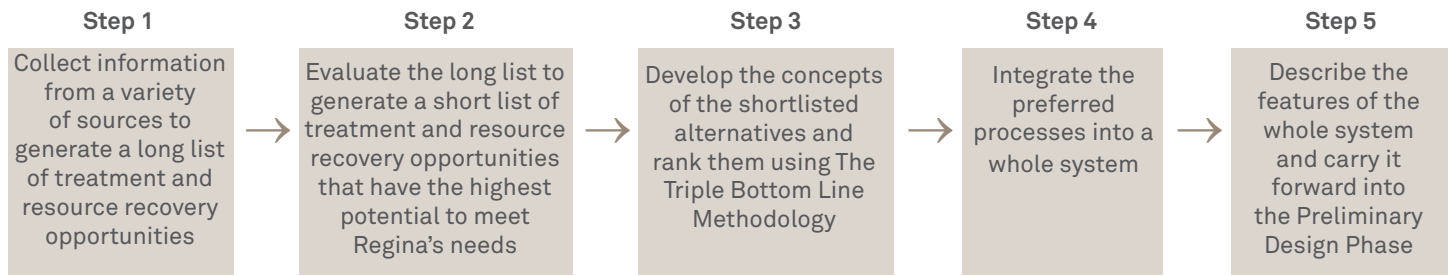 Step 1
Collect information
from a variety
of sources to
generate a long list
of treatment and
resource recovery
opportunities
Step 2
Evaluate the long list to
generate a short list of
treatment and resource
recovery opportunities
that have the highest
potential to meet
Regina's needs
Step 3
Develop the concepts
of the shortlisted
alternatives and
rank them using The
Triple Bottom Line
Methodology
Step 4
Integrate the
preferred
processes into a
whole system
Step 5
Describe the
features of the
whole system
and carry it
forward into
the Preliminary
Design Phase